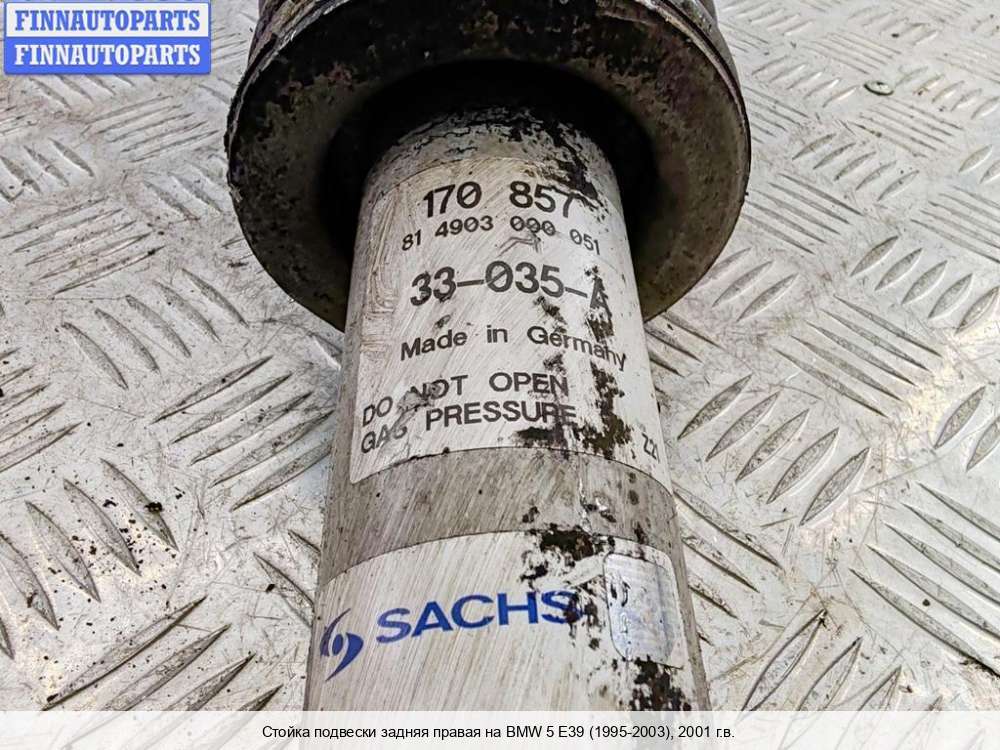 FINNAUTOPARTS
FINNAUTOPARTS
170 857
81 4903 000 051
33-035-A
Made in Germany
DO NOT OPEN
GAS PRESSURE
Z21
SACHS
Стойка подвески задняя правая на BMW 5 E39 (1995-2003), 2001 г.в.